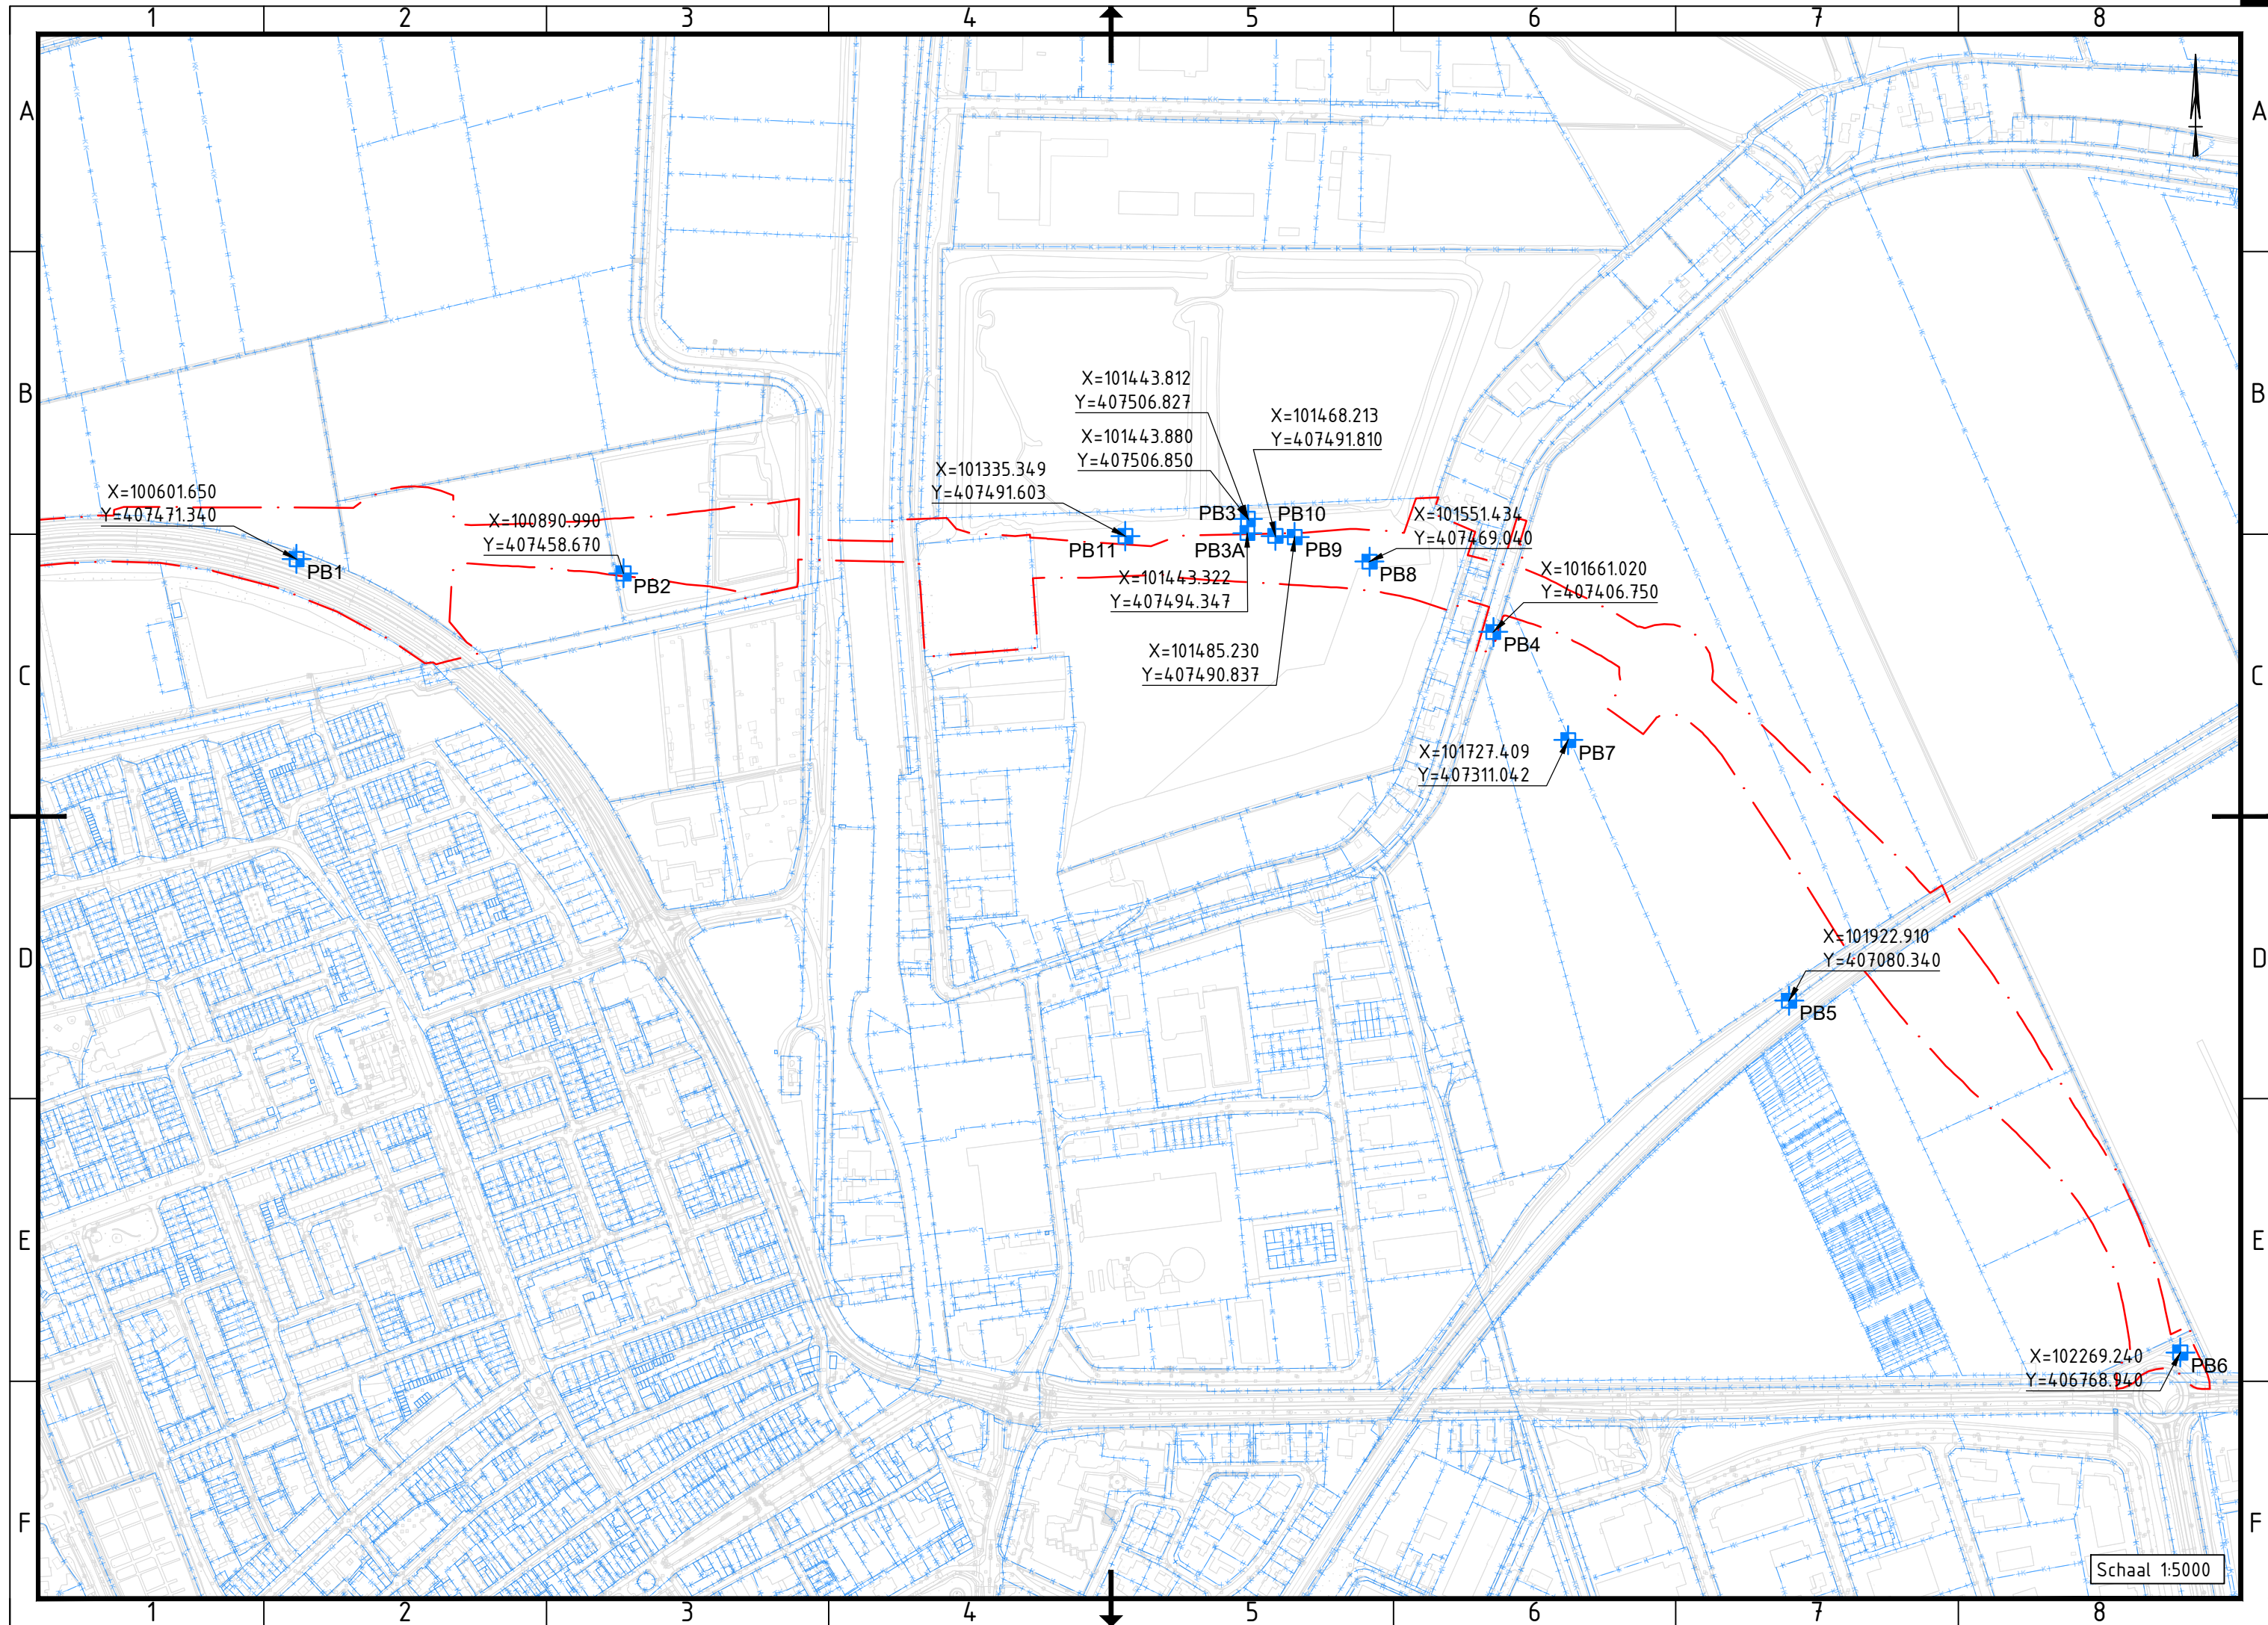 1 2 3 4 5 6 7 8
A A
X=101443.812
Y=407506.827
B B
X=101468.213
Y=407491.810
X=101443.880
Y=407506.850
X=101335.349
Y=407491.603
X=100601.650
Y=407471.340
X=100890.990
Y=407458.670
PB3
PB10
X=101551.434
Y=407469.040
PB11
PB3A
PB9
PB1
PB2
PB8
X=101443.322
Y=407494.347
X=101661.020
Y=407406.750
PB4
X=101485.230
Y=407490.837
C C
X=101727.409
Y=407311.042
PB7
D D
X=101922.910
Y=407080.340
PB5
E E
X=102269.240
Y=406768.940
PB6
F F
Schaal 1:5000
1 2 3 4 5 6 7 8